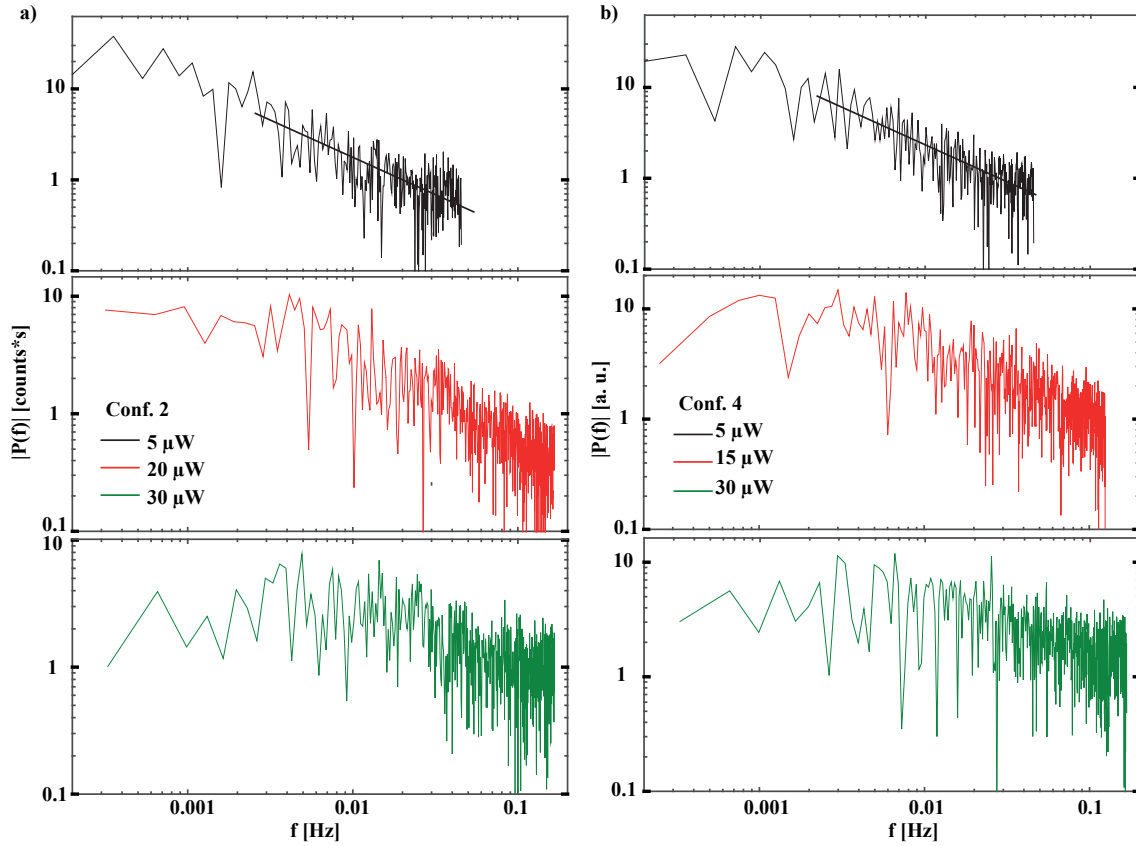 a)
b)
10
1
0.1
10
1
0.1
|P(f)| [counts*s]
10
1
0.1
|P(f)| [a. u.]
10
1
0.1
Conf. 2
5 µW
20 µW
30 µW
Conf. 4
5 µW
15 µW
30 µW
10
1
0.1
10
1
0.1
0.001 0.01 0.1
f [Hz]
0.001 0.01 0.1
f [Hz]